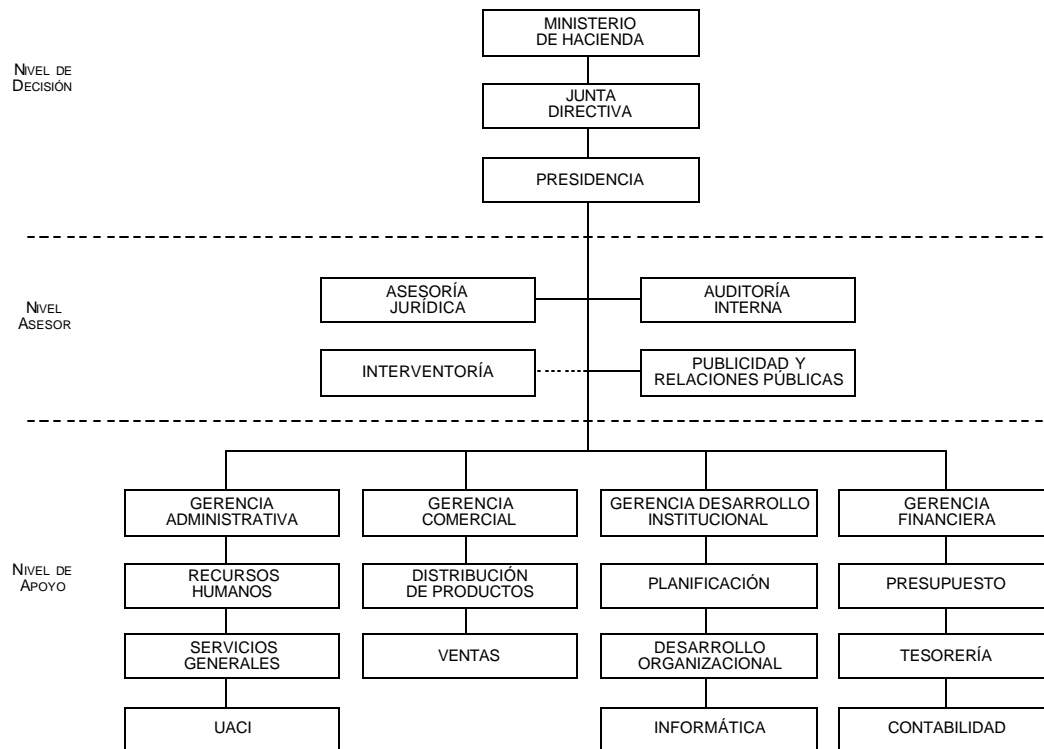 MINISTERIO
DE HACIENDA
NIVEL DE
DECISIÓN
JUNTA
DIRECTIVA
PRESIDENCIA
ASESORÍA
JURÍDICA
AUDITORÍA
INTERNA
NIVEL
ASESOR
INTERVENTORÍA
PUBLICIDAD Y
RELACIONES PÚBLICAS
GERENCIA
ADMINISTRATIVA
GERENCIA
COMERCIAL
GERENCIA DESARROLLO
INSTITUCIONAL
GERENCIA
FINANCIERA
NIVEL DE
APOYO
RECURSOS
HUMANOS
DISTRIBUCIÓN
DE PRODUCTOS
PLANIFICACIÓN
PRESUPUESTO
SERVICIOS
GENERALES
VENTAS
DESARROLLO
ORGANIZACIONAL
TESORERÍA
UACI
INFORMÁTICA
CONTABILIDAD